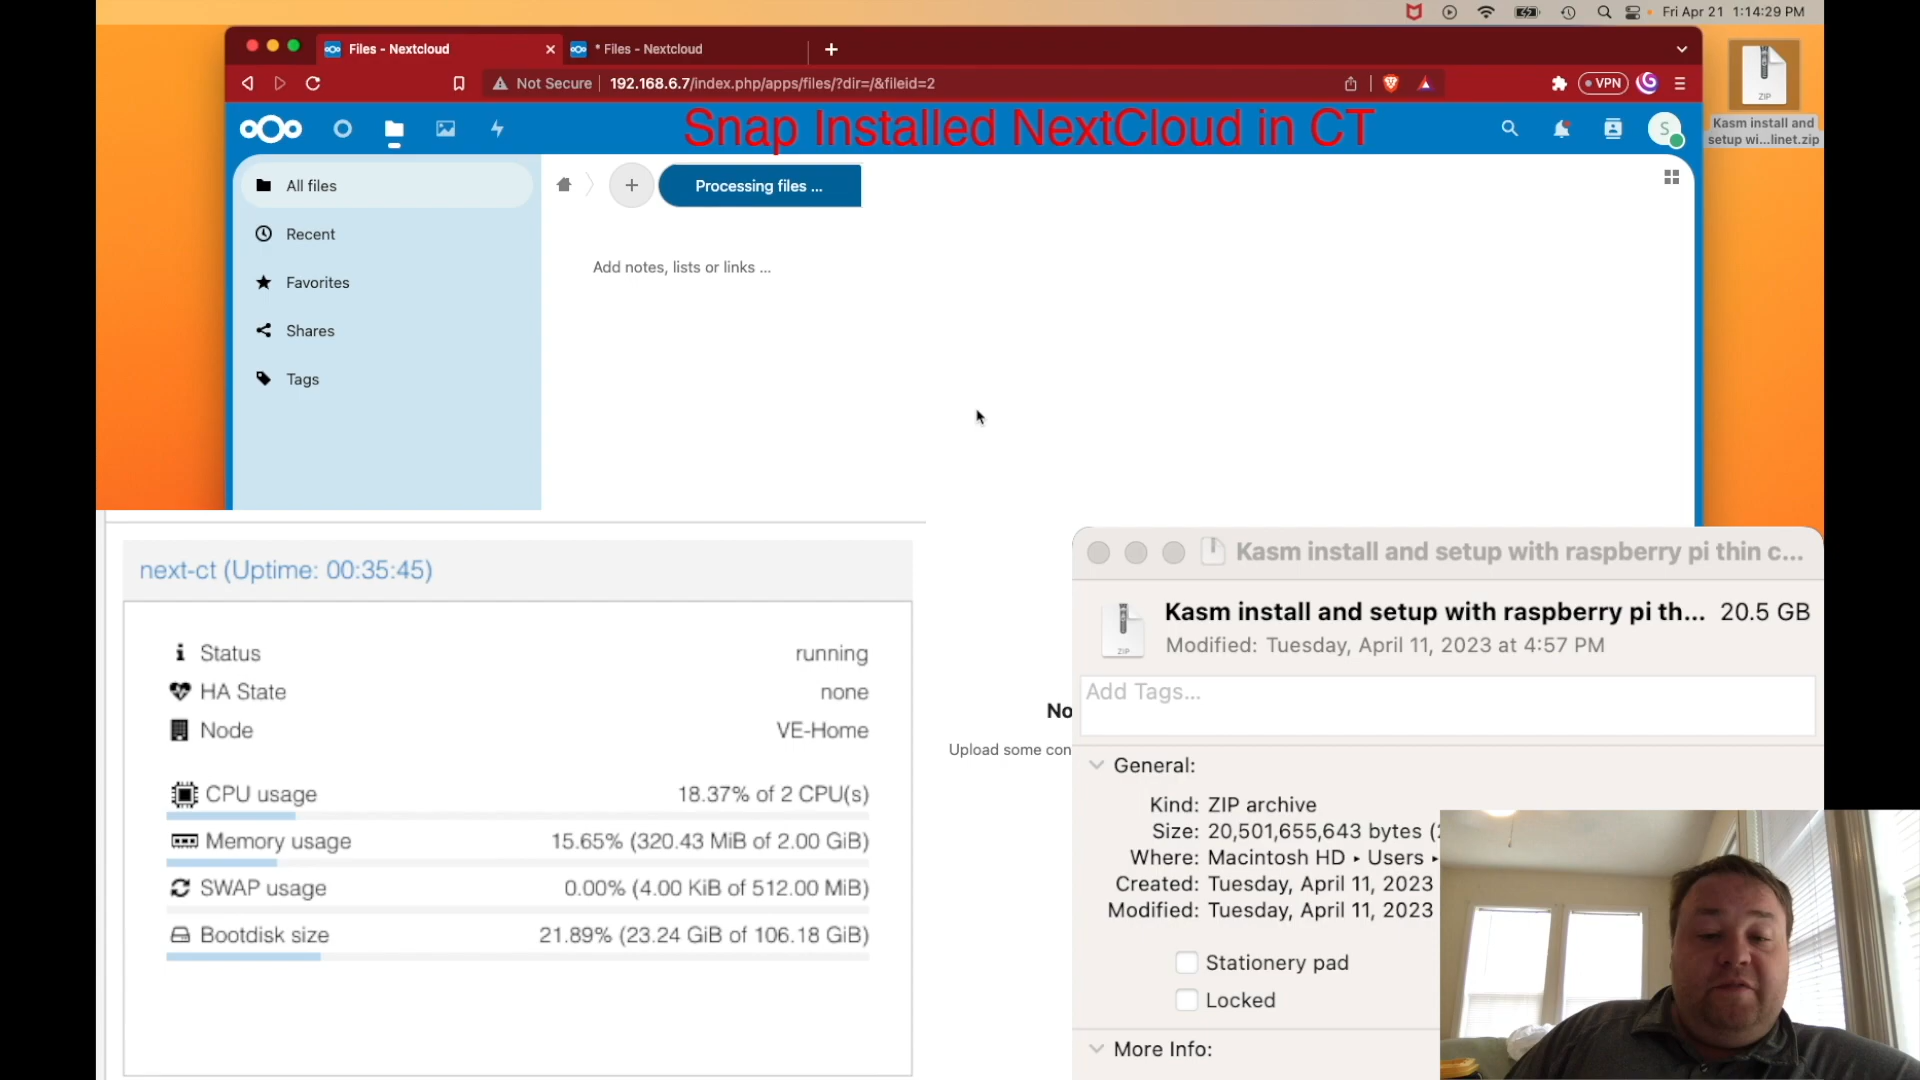 Fri Apr 21 1:14:29 PM
Files - Nextcloud
* Files - Nextcloud
Not Secure
192.168.6.7/index.php/apps/files/?dir=/&fileid=2
VPN
ZIP
Kasm install and
setup wi...linet.zip
Snap Installed NextCloud in CT
S
All files
Processing files ...
Recent
Favorites
Shares
Tags
Add notes, lists or links ...
No
Upload some con
next-ct (Uptime: 00:35:45)
Status running
HA State none
Node VE-Home
CPU usage 18.37% of 2 CPU(s)
Memory usage 15.65% (320.43 MiB of 2.00 GiB)
SWAP usage 0.00% (4.00 KiB of 512.00 MiB)
Bootdisk size 21.89% (23.24 GiB of 106.18 GiB)
Kasm install and setup with raspberry pi thin c...
Kasm install and setup with raspberry pi th... 20.5 GB
ZIP
Modified: Tuesday, April 11, 2023 at 4:57 PM
Add Tags...
General:
Kind: ZIP archive
Size: 20,501,655,643 bytes
Where: Macintosh HD ▸ Users ▸
Created: Tuesday, April 11, 2023
Modified: Tuesday, April 11, 2023
Stationery pad
Locked
More Info: